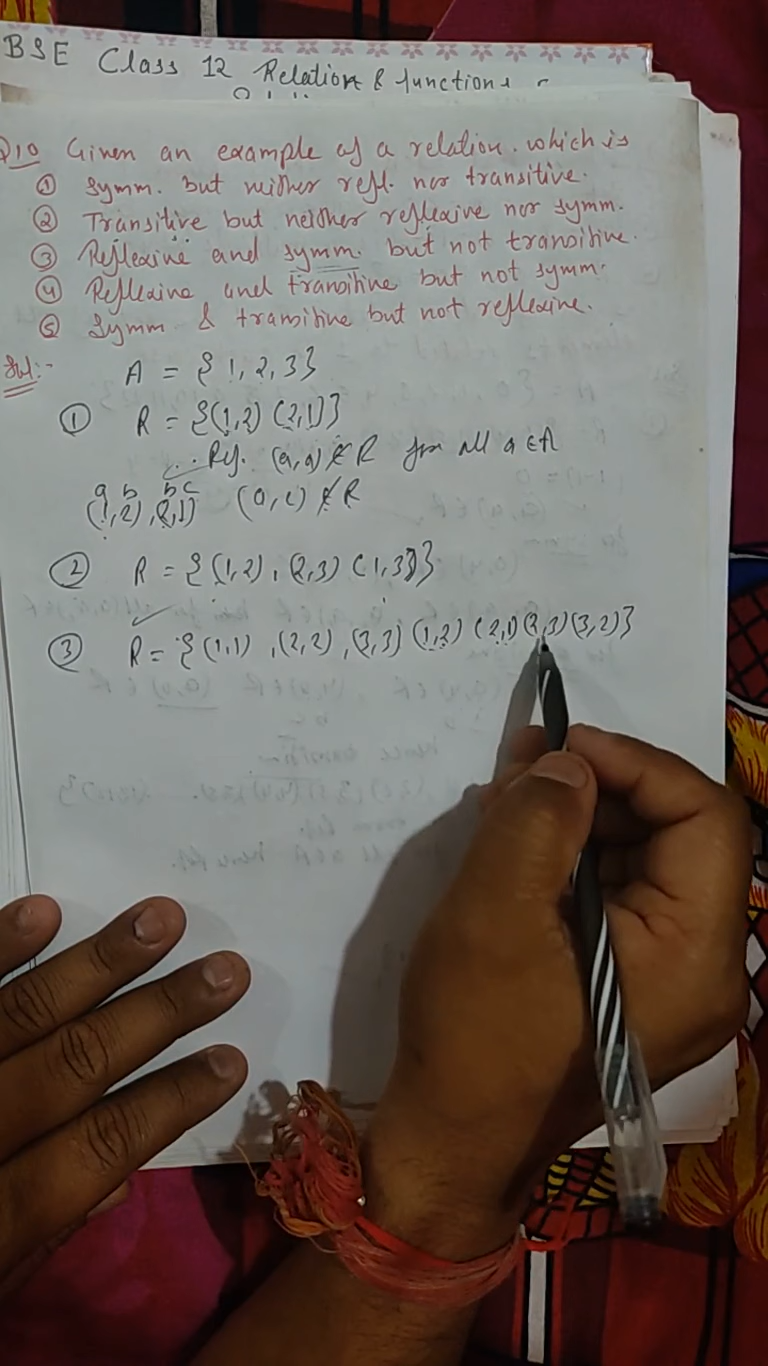 BSE Class 12 Relation & functions
Q10 Given an example of a relation. which is
① Symm. but neither refl. nor transitive.
② Transitive but neither reflexive nor symm.
③ Reflexive and symm. but not transitive.
④ Reflexive and transitive but not symm.
⑤ Symm & transitive but not reflexive.
Sol:- A = {1, 2, 3}
① R = {(1,2) (2,1)}
∴ Ref. (a,a) ∉ R for all a ∈ A
a b b c
(1,2), (2,1) (a, c) ∉ R
② R = {(1,2), (2,3) (1,3)}
③ R = {(1,1), (2,2), (3,3) (1,2) (2,1) (2,3) (3,2)}